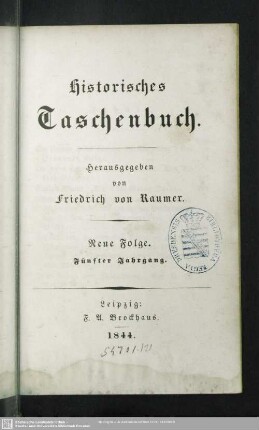 Historisches
Taschenbuch.
Herausgegeben
von
Friedrich von Raumer.
Neue Folge.
Fünfter Jahrgang.
Leipzig:
F. A. Brockhaus.
1844.